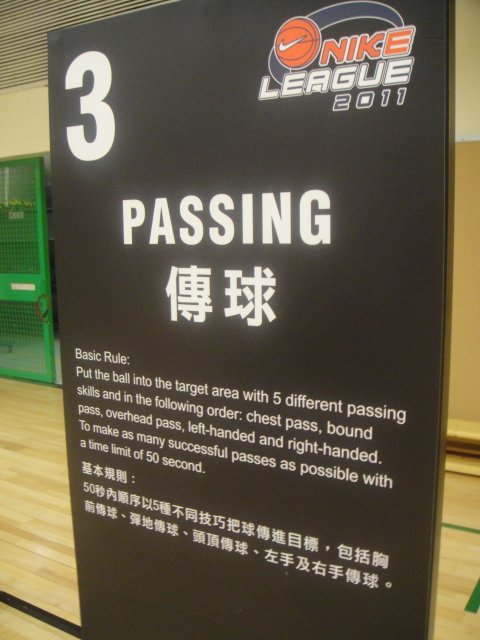 NIKE
LEAGUE
2011
3
PASSING
傳球
Basic Rule:
Put the ball into the target area with 5 different passing
skills and in the following order: chest pass, bound
pass, overhead pass, left-handed and right-handed.
To make as many successful passes as possible with
a time limit of 50 second.
基本規則：
50秒內順序以5種不同技巧把球傳進目標，包括胸
前傳球、彈地傳球、頭頂傳球、左手及右手傳球。